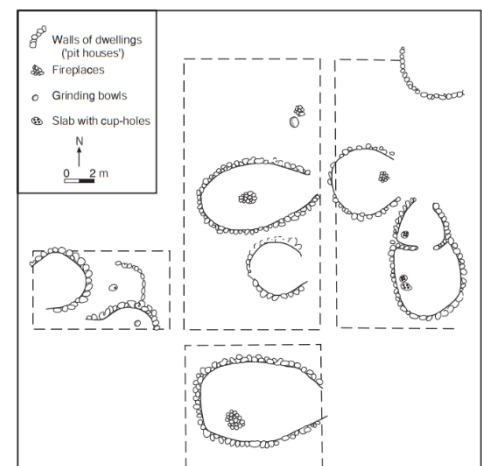 Walls of dwellings
('pit houses')
Fireplaces
Grinding bowls
Slab with cup-holes
N
0 2 m